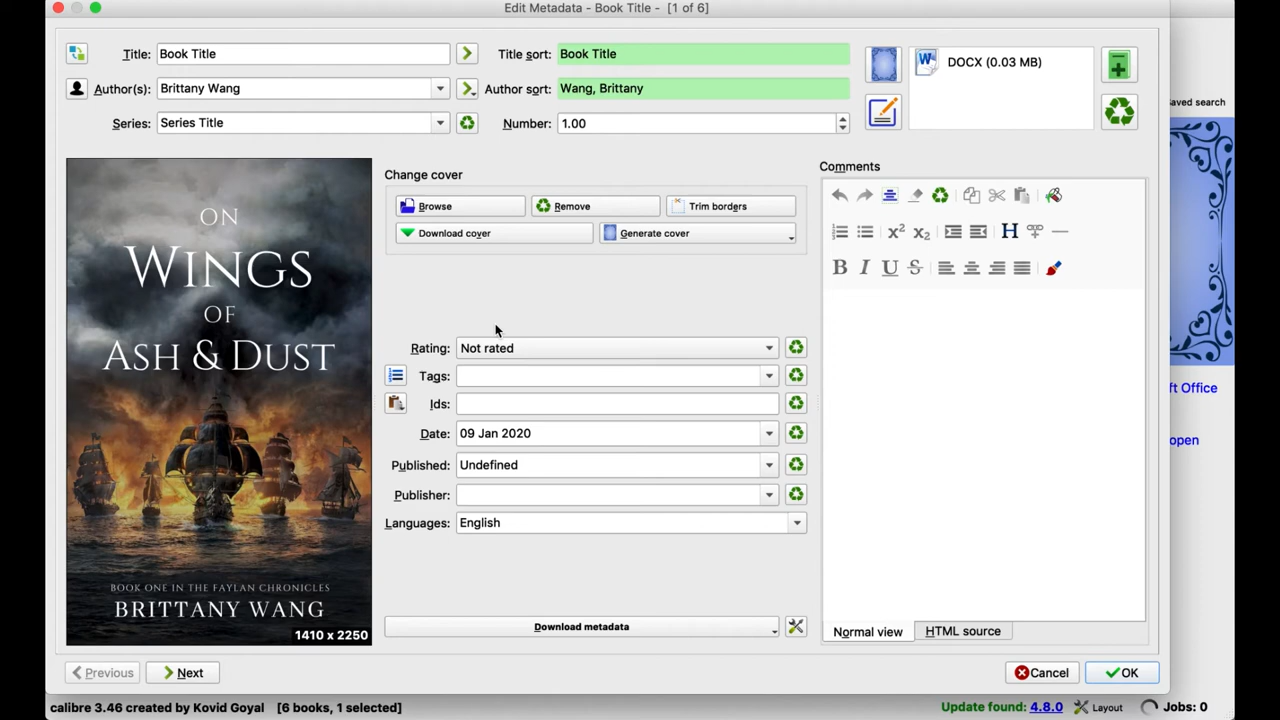 Edit Metadata - Book Title - [1 of 6]
Title: Book Title
Title sort: Book Title
DOCX (0.03 MB)
Author(s): Brittany Wang
Author sort: Wang, Brittany
Series: Series Title
Number: 1.00
aved search
Change cover
Browse
Remove
Trim borders
Download cover
Generate cover
Comments
ON
WINGS
OF
ASH & DUST
BOOK ONE IN THE FAYLAN CHRONICLES
BRITTANY WANG
1410 x 2250
Rating: Not rated
Tags:
Ids:
Date: 09 Jan 2020
Published: Undefined
Publisher:
Languages: English
Download metadata
Normal view
HTML source
ft Office
open
Previous
Next
Cancel
OK
calibre 3.46 created by Kovid Goyal [6 books, 1 selected]
Update found: 4.8.0
Layout
Jobs: 0